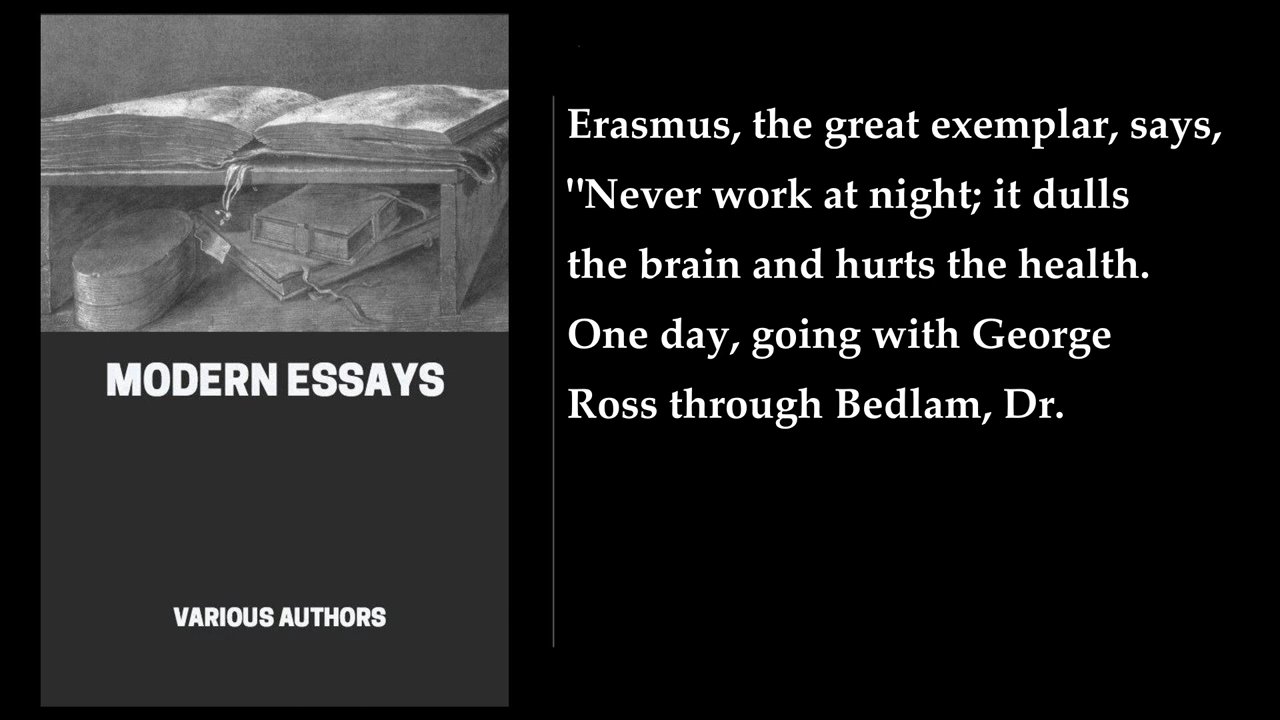 MODERN ESSAYS
VARIOUS AUTHORS
Erasmus, the great exemplar, says,
"Never work at night; it dulls
the brain and hurts the health.
One day, going with George
Ross through Bedlam, Dr.